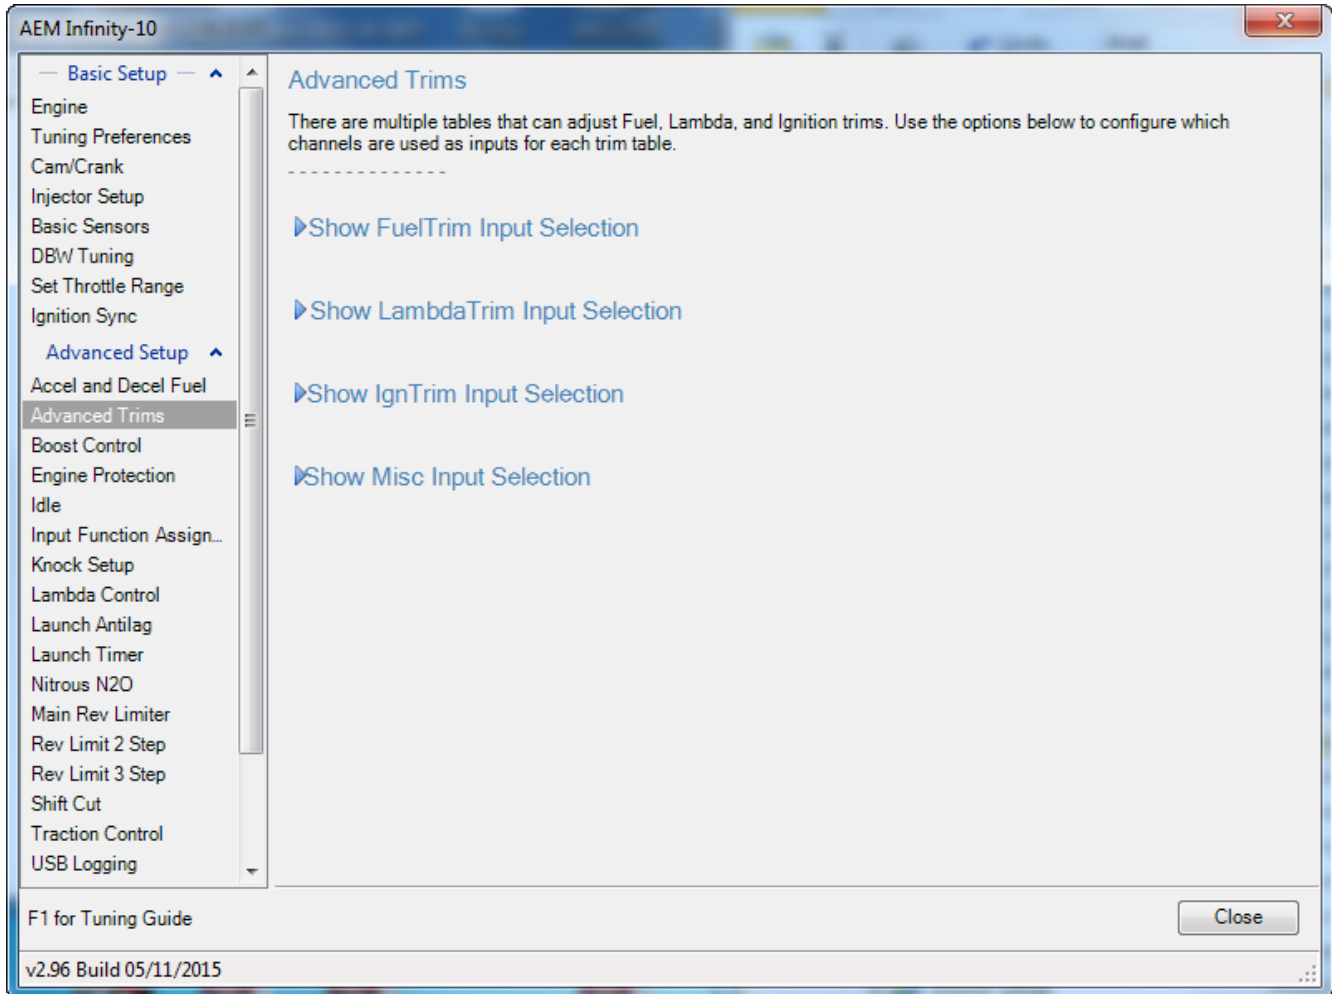 AEM Infinity-10
Basic Setup
Engine
Tuning Preferences
Cam/Crank
Injector Setup
Basic Sensors
DBW Tuning
Set Throttle Range
Ignition Sync
Advanced Setup
Accel and Decel Fuel
Advanced Trims
Boost Control
Engine Protection
Idle
Input Function Assign...
Knock Setup
Lambda Control
Launch Antilag
Launch Timer
Nitrous N2O
Main Rev Limiter
Rev Limit 2 Step
Rev Limit 3 Step
Shift Cut
Traction Control
USB Logging
Advanced Trims
There are multiple tables that can adjust Fuel, Lambda, and Ignition trims. Use the options below to configure which
channels are used as inputs for each trim table.
- - - - - - - - - - - - - -
Show FuelTrim Input Selection
Show LambdaTrim Input Selection
Show IgnTrim Input Selection
Show Misc Input Selection
F1 for Tuning Guide
Close
v2.96 Build 05/11/2015